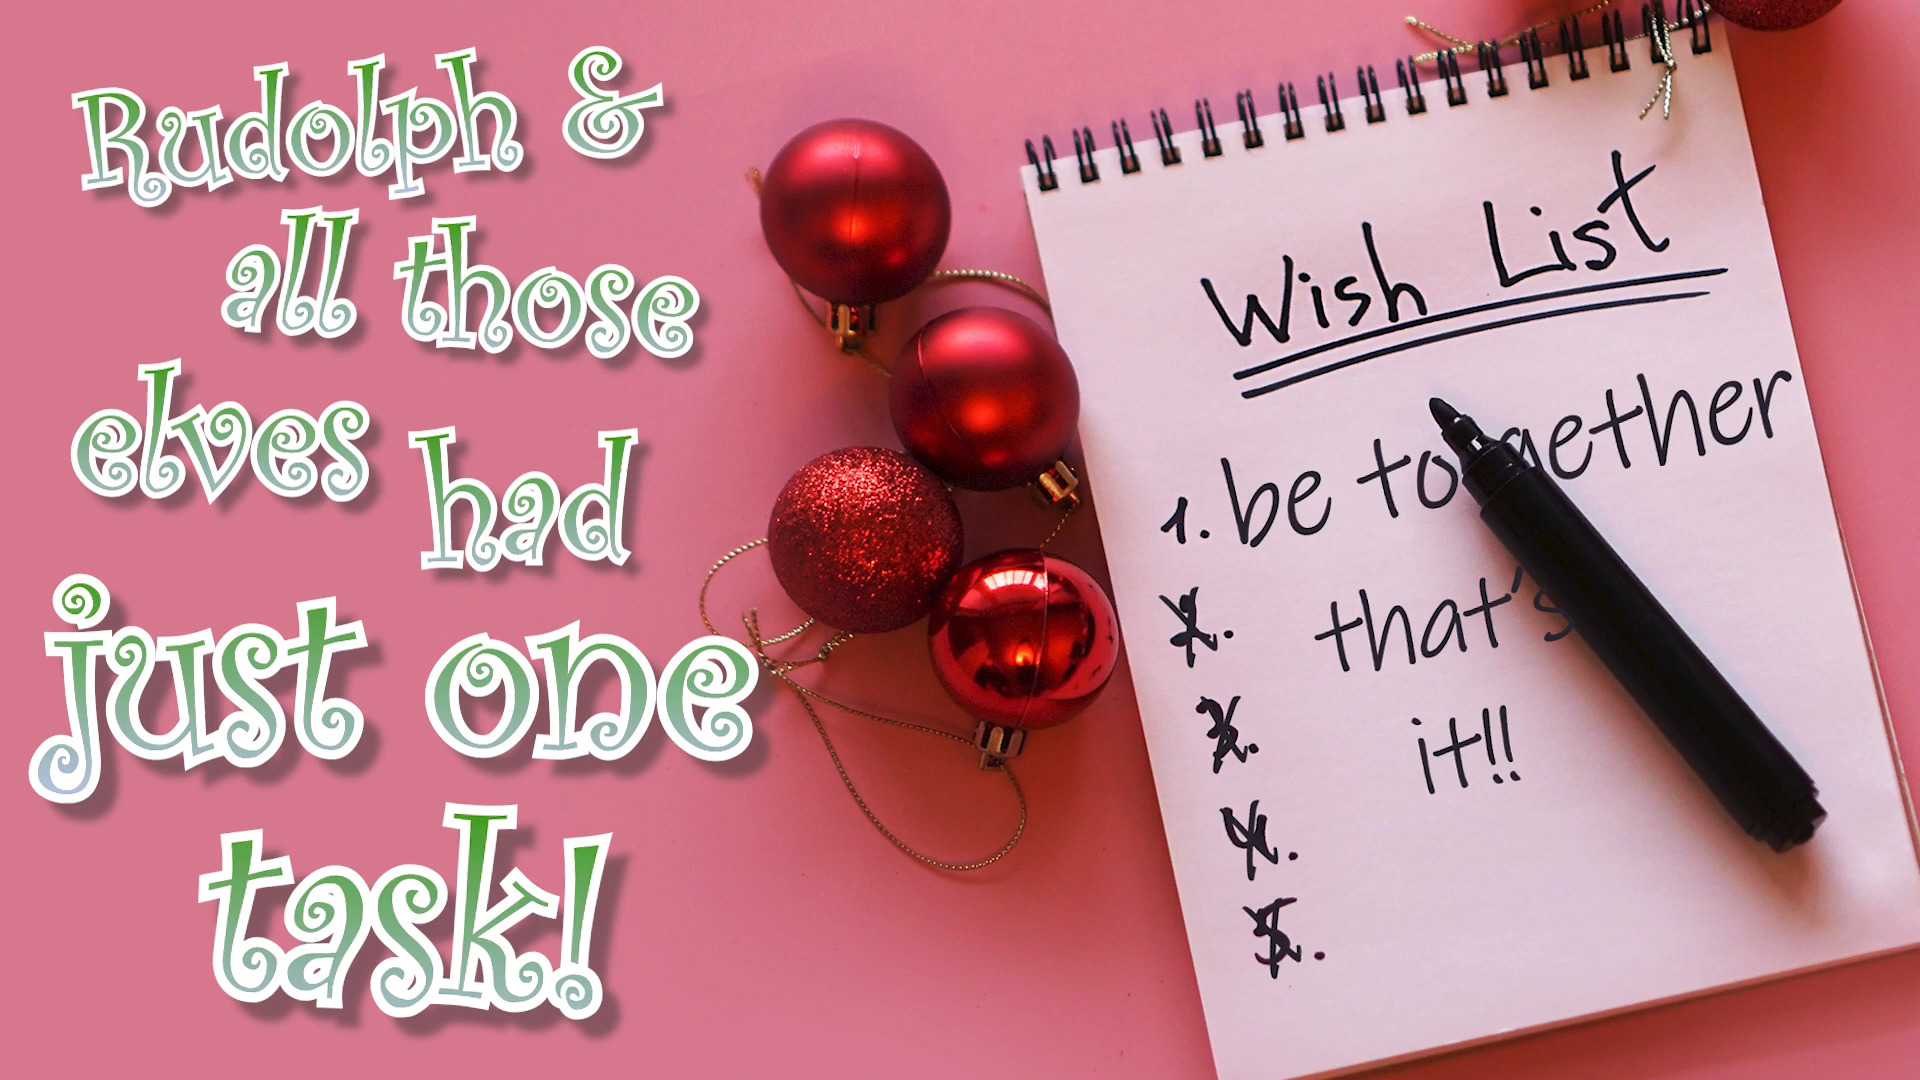 Rudolph &
all those
elves had
just one
task!
Wish List
1. be together
2. that's
3. it!!
4.
5.